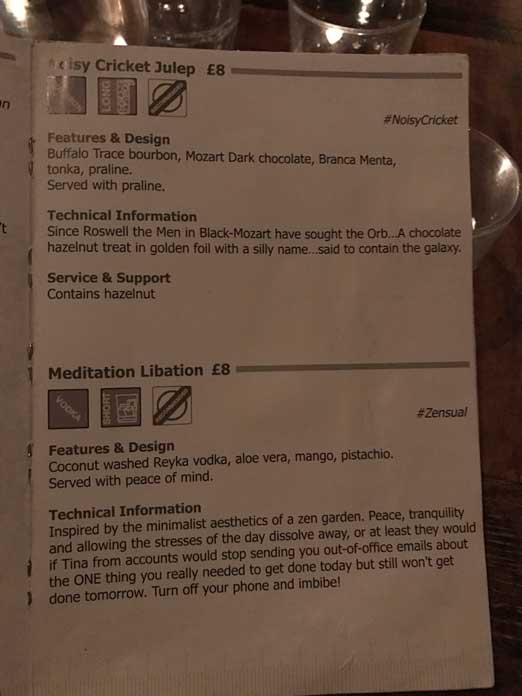 Noisy Cricket Julep £8
LONG
#NoisyCricket
Features & Design
Buffalo Trace bourbon, Mozart Dark chocolate, Branca Menta,
tonka, praline.
Served with praline.
Technical Information
Since Roswell the Men in Black-Mozart have sought the Orb...A chocolate
hazelnut treat in golden foil with a silly name...said to contain the galaxy.
Service & Support
Contains hazelnut
Meditation Libation £8
VODKA
SHORT
#Zensual
Features & Design
Coconut washed Reyka vodka, aloe vera, mango, pistachio.
Served with peace of mind.
Technical Information
Inspired by the minimalist aesthetics of a zen garden. Peace, tranquility
and allowing the stresses of the day dissolve away, or at least they would
if Tina from accounts would stop sending you out-of-office emails about
the ONE thing you really needed to get done today but still won't get
done tomorrow. Turn off your phone and imbibe!